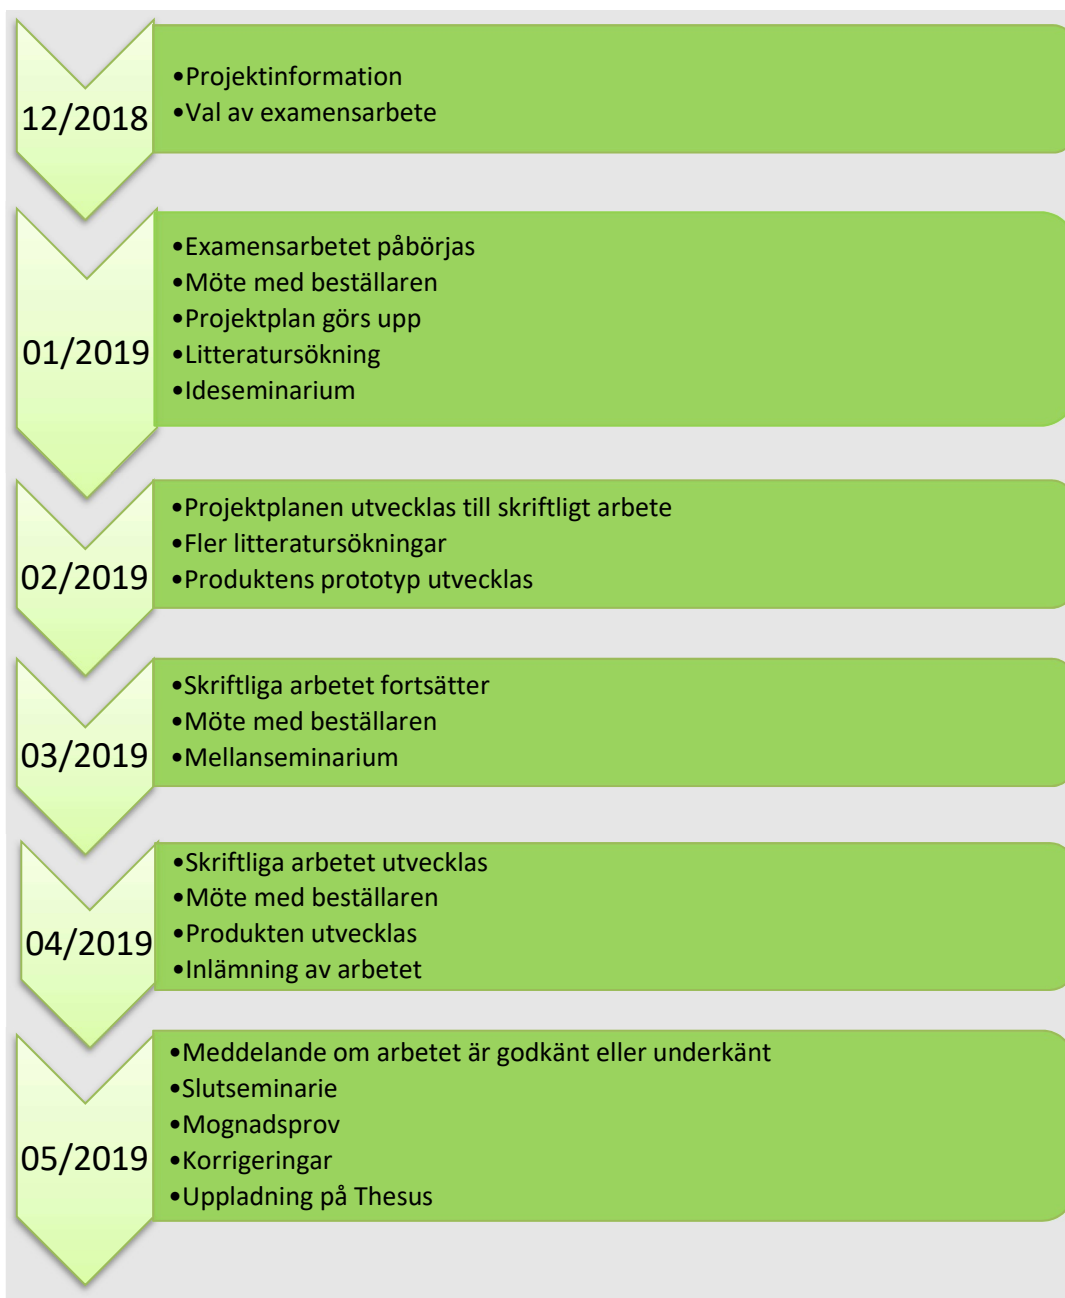 12/2018
•Projektinformation
•Val av examensarbete
01/2019
•Examensarbetet påbörjas
•Möte med beställaren
•Projektplan görs upp
•Litteratursökning
•Ideseminarium
02/2019
•Projektplanen utvecklas till skriftligt arbete
•Fler litteratursökningar
•Produktens prototyp utvecklas
03/2019
•Skriftliga arbetet fortsätter
•Möte med beställaren
•Mellanseminarium
04/2019
•Skriftliga arbetet utvecklas
•Möte med beställaren
•Produkten utvecklas
•Inlämning av arbetet
05/2019
•Meddelande om arbetet är godkänt eller underkänt
•Slutseminarie
•Mognadsprov
•Korrigeringar
•Uppladning på Thesus